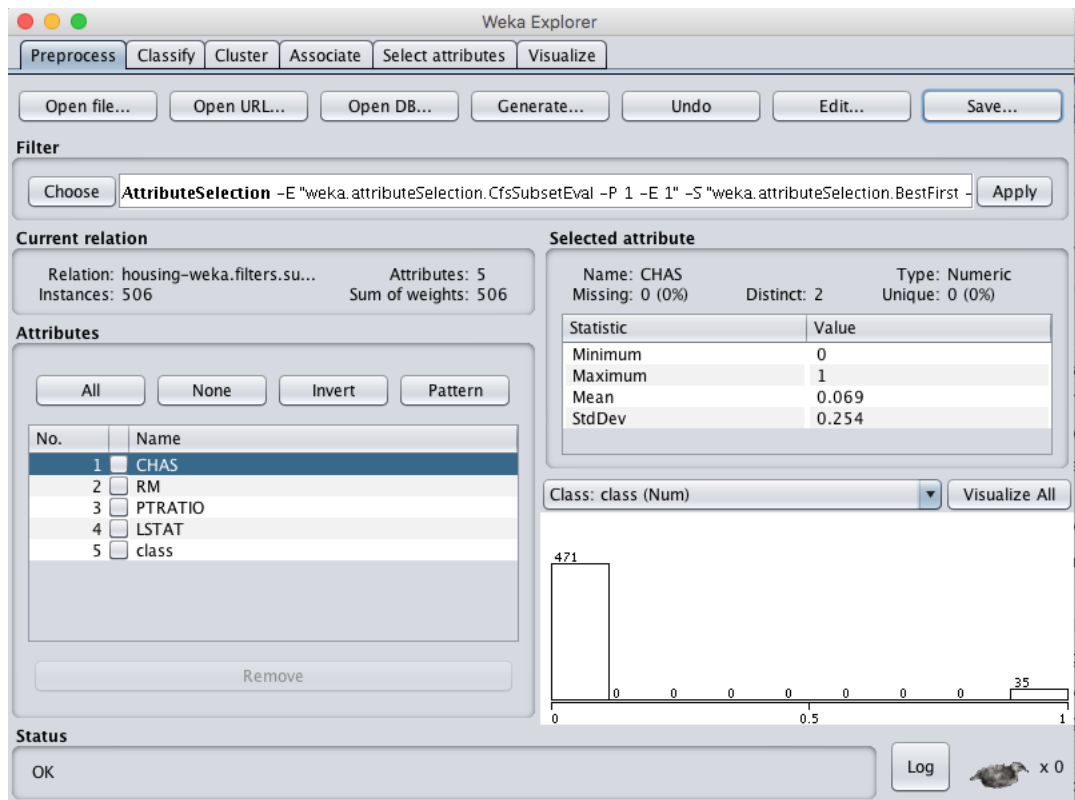 Weka Explorer
Preprocess Classify Cluster Associate Select attributes Visualize
Open file... Open URL... Open DB... Generate... Undo Edit... Save...
Filter
Choose AttributeSelection -E "weka.attributeSelection.CfsSubsetEval -P 1 -E 1" -S "weka.attributeSelection.BestFirst - Apply
Current relation
Relation: housing-weka.filters.su... Attributes: 5
Instances: 506 Sum of weights: 506
Attributes
All None Invert Pattern
No. Name
1 CHAS
2 RM
3 PTRATIO
4 LSTAT
5 class
Remove
Selected attribute
Name: CHAS Type: Numeric
Missing: 0 (0%) Distinct: 2 Unique: 0 (0%)
Statistic Value
Minimum 0
Maximum 1
Mean 0.069
StdDev 0.254
Class: class (Num) Visualize All
471
0 0 0 0 0 0 0 35
0 0.5 1
Status
OK Log x 0